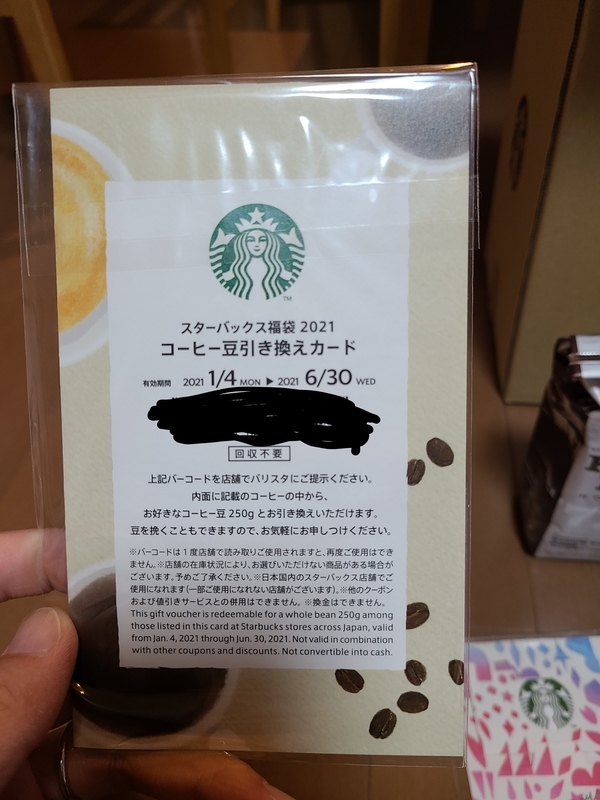 TM
スターバックス福袋 2021
コーヒー豆引き換えカード
有効期間 2021 1/4 MON ▶ 2021 6/30 WED
回収不要
上記バーコードを店舗でバリスタにご提示ください。
内面に記載のコーヒーの中から、
お好きなコーヒー豆 250g とお引き換えいただけます。
豆を挽くこともできますので、お気軽にお申しつけください。
※バーコードは1度店舗で読み取りご使用されますと、再度ご使用はでき
ません。※店舗の在庫状況により、お選びいただけない商品がある場合が
ございます。予めご了承ください。※日本国内のスターバックス店舗でご
使用になれます(一部ご使用になれない店舗がございます)。※他のクーポン
および値引きサービスとの併用はできません。※換金はできません。
This gift voucher is redeemable for a whole bean 250g among
those listed in this card at Starbucks stores across Japan, valid
from Jan. 4, 2021 through Jun. 30, 2021. Not valid in combination
with other coupons and discounts. Not convertible into cash.